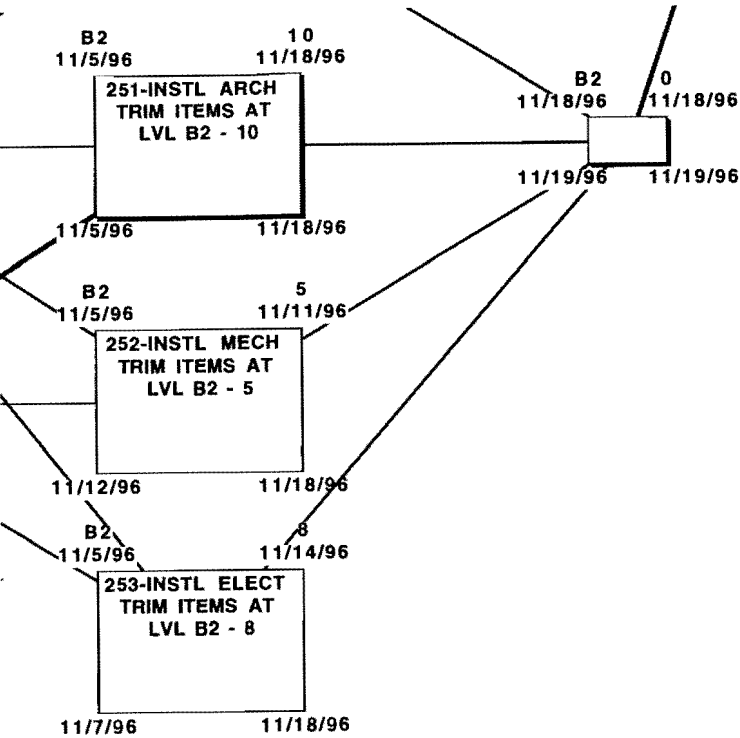 B2 10
11/5/96 11/18/96
251-INSTL ARCH
TRIM ITEMS AT
LVL B2 - 10
11/5/96 11/18/96
B2 0
11/18/96 11/18/96
11/19/96 11/19/96
B2 5
11/5/96 11/11/96
252-INSTL MECH
TRIM ITEMS AT
LVL B2 - 5
11/12/96 11/18/96
B2 8
11/5/96 11/14/96
253-INSTL ELECT
TRIM ITEMS AT
LVL B2 - 8
11/7/96 11/18/96